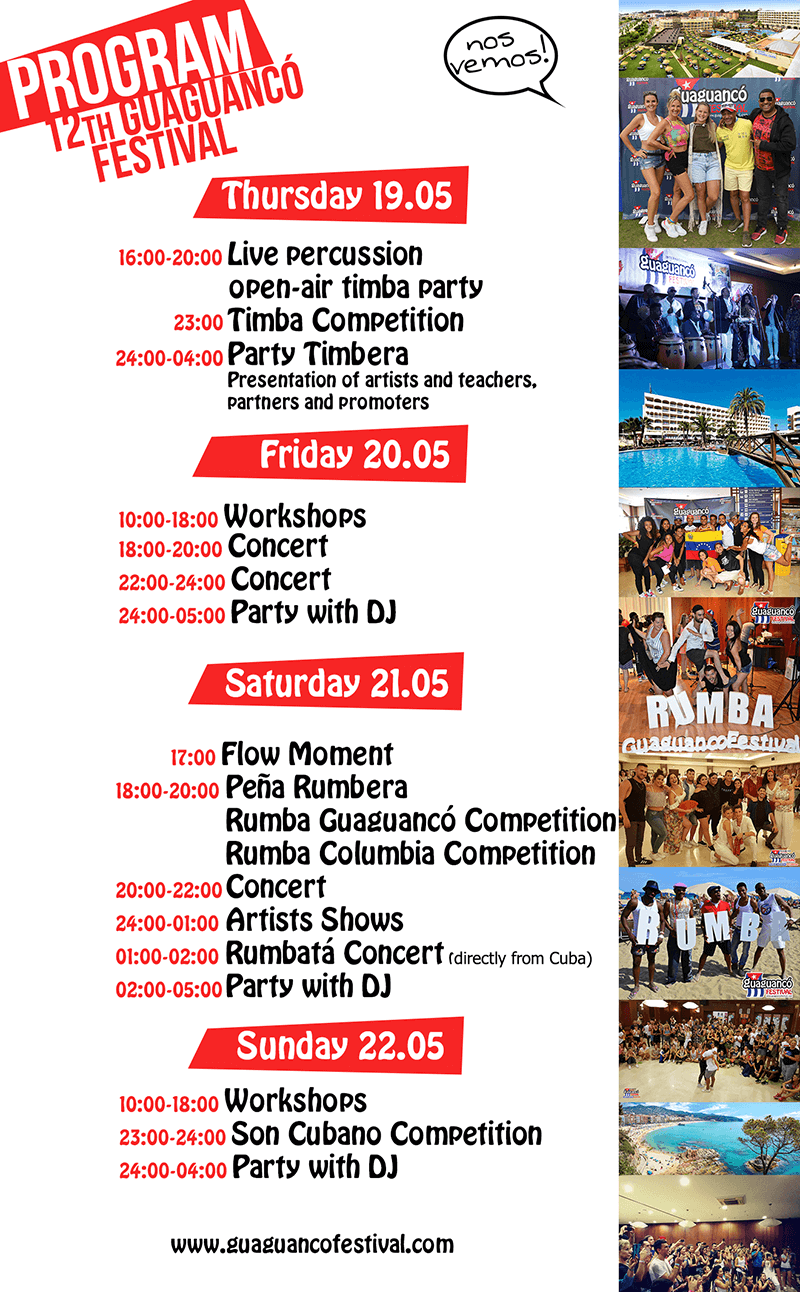 PROGRAM
12TH GUAGUANCÓ
FESTIVAL
nos
vemos!
Thursday 19.05
16:00-20:00 Live percussion
open-air timba party
23:00 Timba Competition
24:00-04:00 Party Timbera
Presentation of artists and teachers,
partners and promoters
Friday 20.05
10:00-18:00 Workshops
18:00-20:00 Concert
22:00-24:00 Concert
24:00-05:00 Party with DJ
Saturday 21.05
17:00 Flow Moment
18:00-20:00 Peña Rumbera
Rumba Guaguancó Competition
Rumba Columbia Competition
20:00-22:00 Concert
24:00-01:00 Artists Shows
01:00-02:00 Rumbatá Concert (directly from Cuba)
02:00-05:00 Party with DJ
Sunday 22.05
10:00-18:00 Workshops
23:00-24:00 Son Cubano Competition
24:00-04:00 Party with DJ
www.guaguancofestival.com
guaguancó
guaguancó
FESTIVAL
guaguancó
guaguancó
FESTIVAL
RUMBA
GuaguancoFestival
RUMBA
guaguancó
FESTIVAL